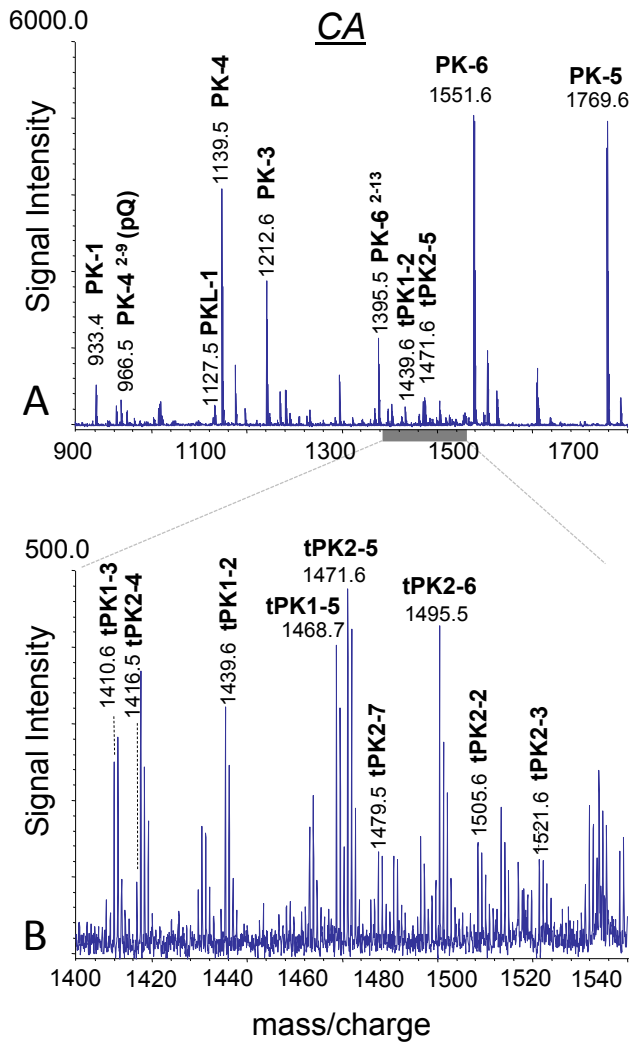 6000.0
CA
Signal Intensity
933.4 PK-1
966.5 PK-4 2-9 (pQ)
1127.5 PKL-1
1139.5 PK-4
1212.6 PK-3
1395.5 PK-6 2-13
1439.6 tPK1-2
1471.6 tPK2-5
PK-6
1551.6
PK-5
1769.6
A
900 1100 1300 1500 1700
500.0
Signal Intensity
1410.6 tPK1-3
1416.5 tPK2-4
1439.6 tPK1-2
tPK1-5
1468.7
tPK2-5
1471.6
1479.5 tPK2-7
tPK2-6
1495.5
1505.6 tPK2-2
1521.6 tPK2-3
B
1400 1420 1440 1460 1480 1500 1520 1540
mass/charge